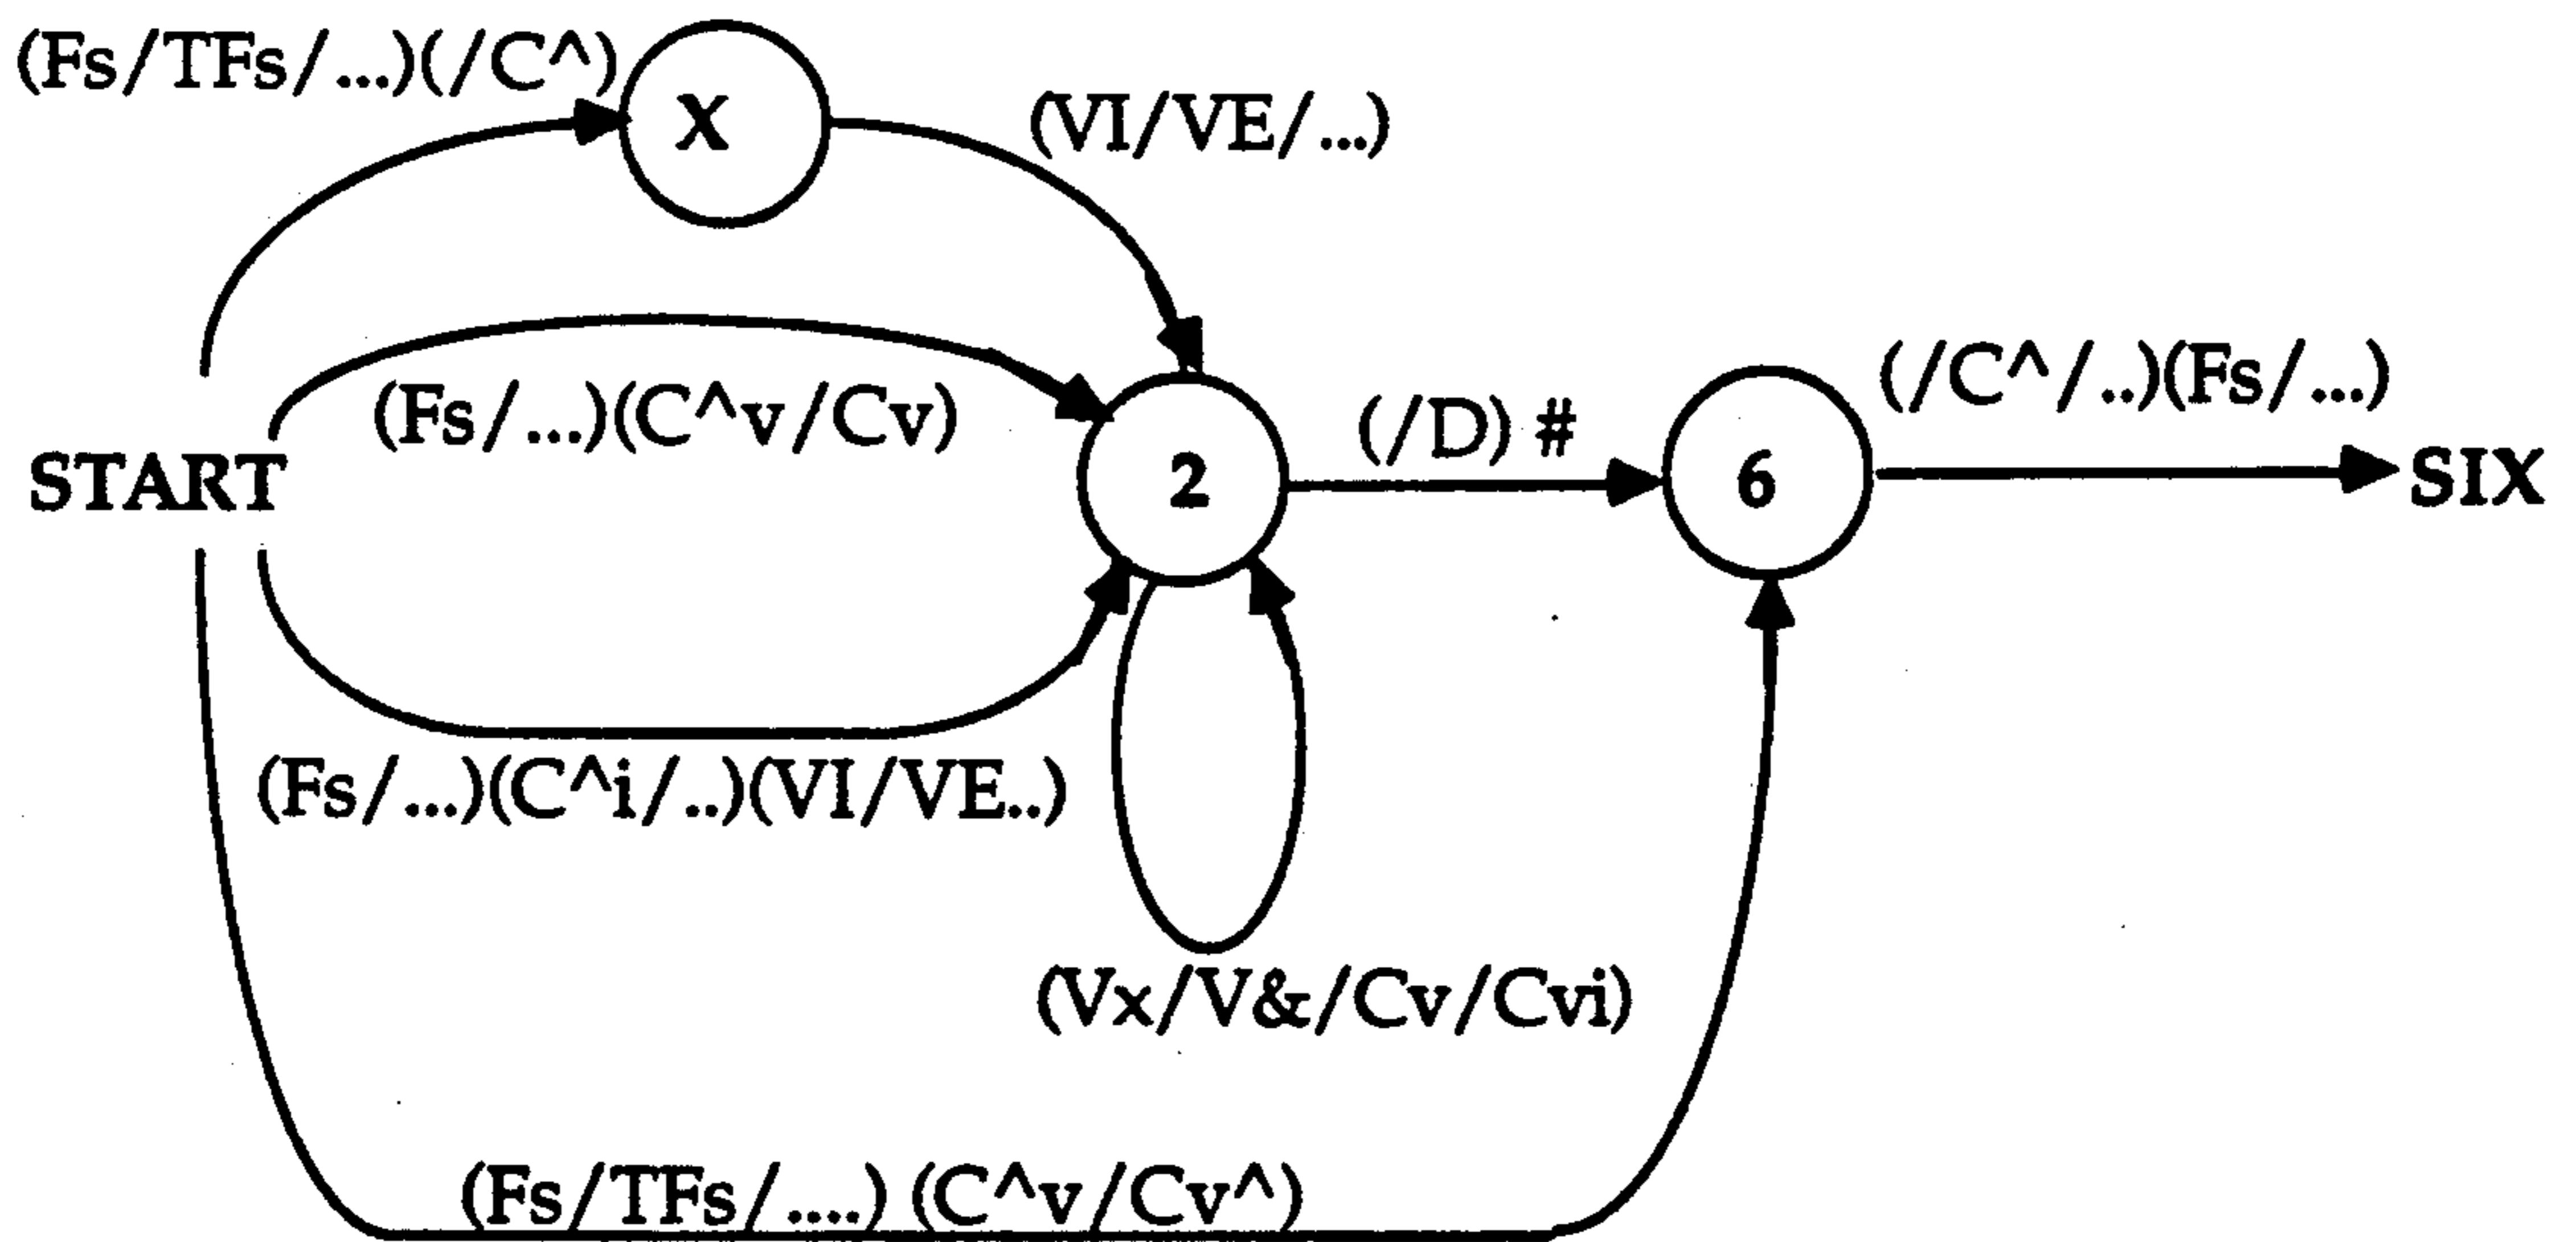 (Fs/TFs/...)(/C^)
X
(VI/VE/...)
(Fs/...)(C^v/Cv)
(/D) #
(/C^/..)(Fs/...)
START
2
6
SIX
(Fs/...)(C^i/..)(VI/VE..)
(Vx/V&/Cv/Cvi)
(Fs/TFs/....) (C^v/Cv^)